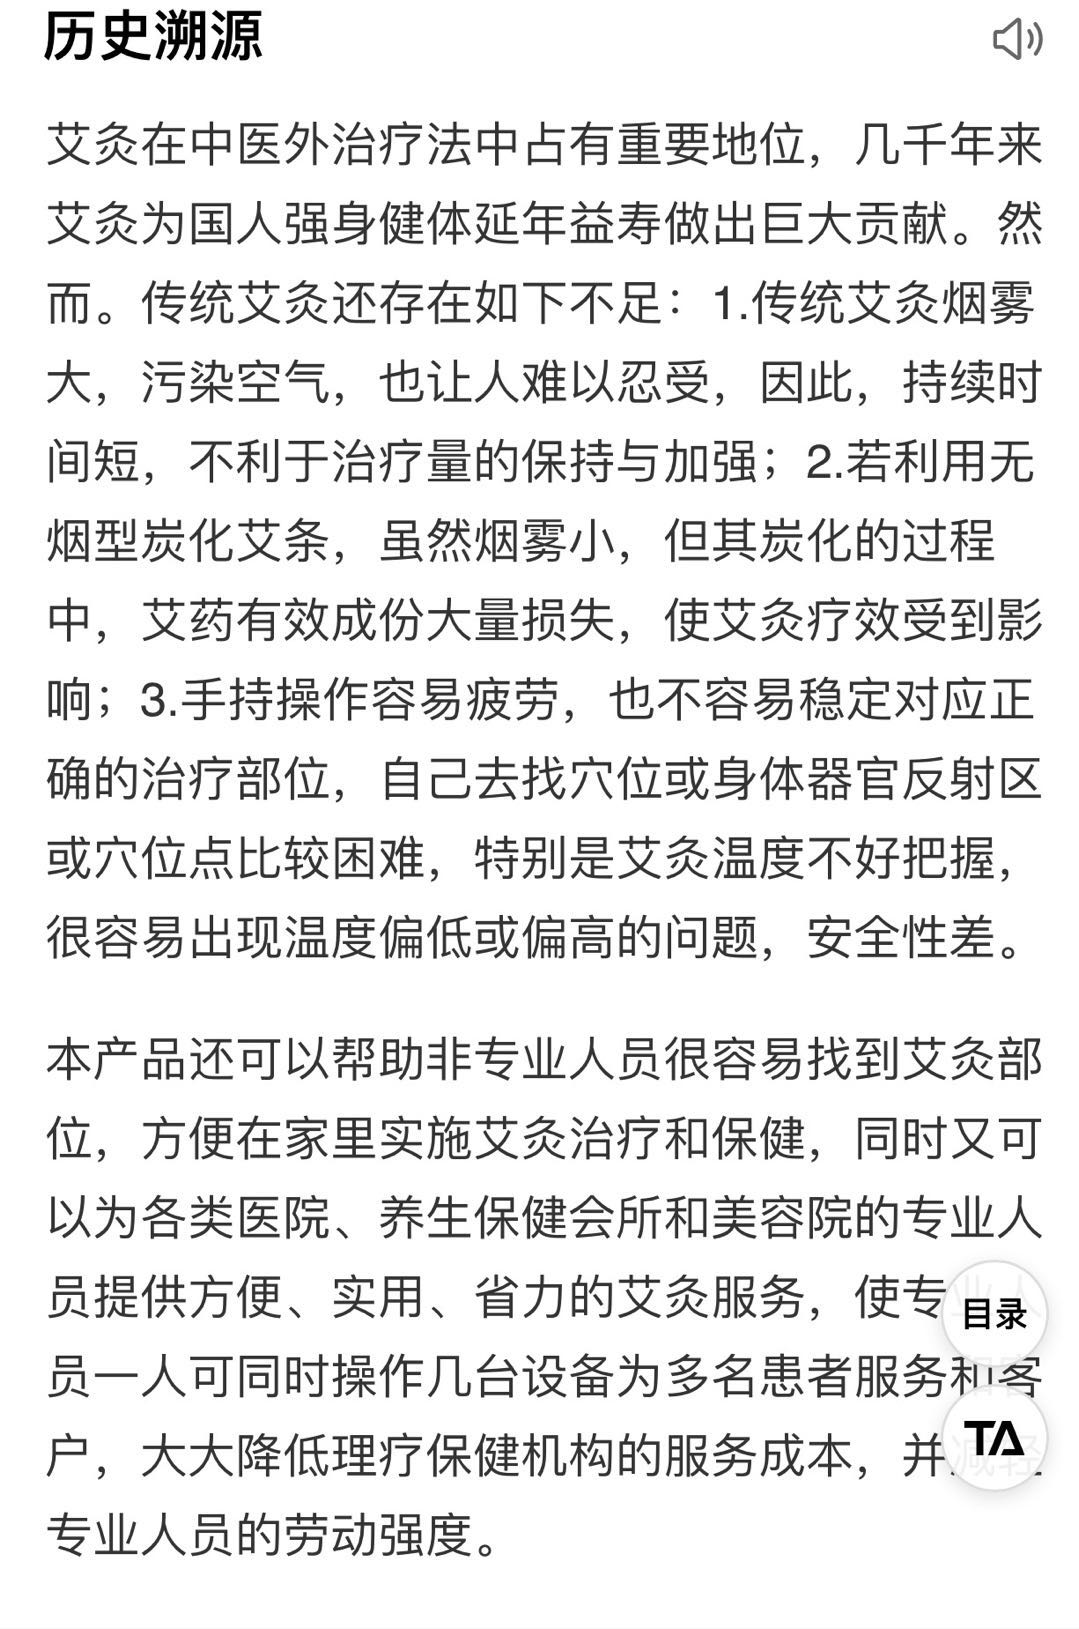 历史溯源
艾灸在中医外治疗法中占有重要地位，几千年来
艾灸为国人强身健体延年益寿做出巨大贡献。然
而。传统艾灸还存在如下不足：1.传统艾灸烟雾
大，污染空气，也让人难以忍受，因此，持续时
间短，不利于治疗量的保持与加强；2.若利用无
烟型炭化艾条，虽然烟雾小，但其炭化的过程
中，艾药有效成份大量损失，使艾灸疗效受到影
响；3.手持操作容易疲劳，也不容易稳定对应正
确的治疗部位，自己去找穴位或身体器官反射区
或穴位点比较困难，特别是艾灸温度不好把握，
很容易出现温度偏低或偏高的问题，安全性差。
本产品还可以帮助非专业人员很容易找到艾灸部
位，方便在家里实施艾灸治疗和保健，同时又可
以为各类医院、养生保健会所和美容院的专业人
员提供方便、实用、省力的艾灸服务，使专业人
员一人可同时操作几台设备为多名患者服务和客
户，大大降低理疗保健机构的服务成本，并减轻
专业人员的劳动强度。
目录
TA